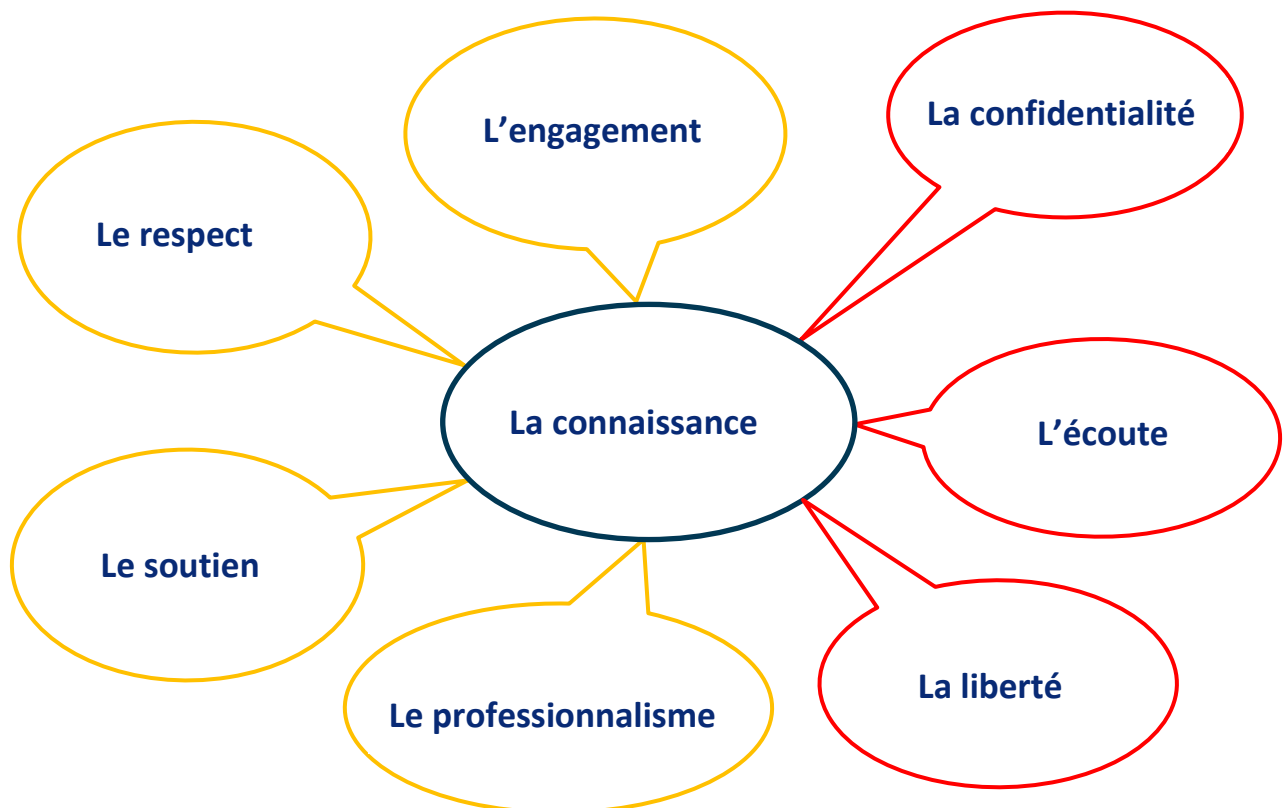 La confidentialité
L’engagement
Le respect
La connaissance
L’écoute
Le soutien
La liberté
Le professionnalisme